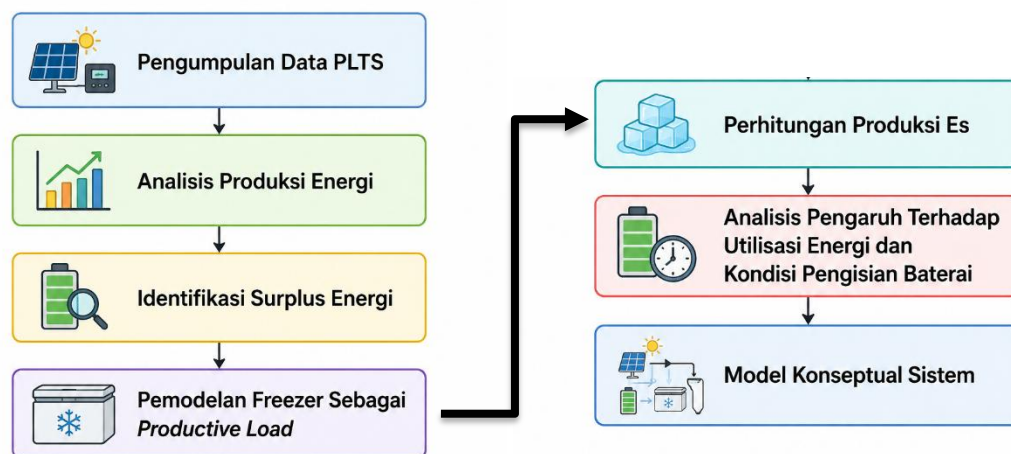 Pengumpulan Data PLTS
Analisis Produksi Energi
Identifikasi Surplus Energi
Pemodelan Freezer Sebagai
Productive Load
Perhitungan Produksi Es
Analisis Pengaruh Terhadap
Utilisasi Energi dan
Kondisi Pengisian Baterai
Model Konseptual Sistem